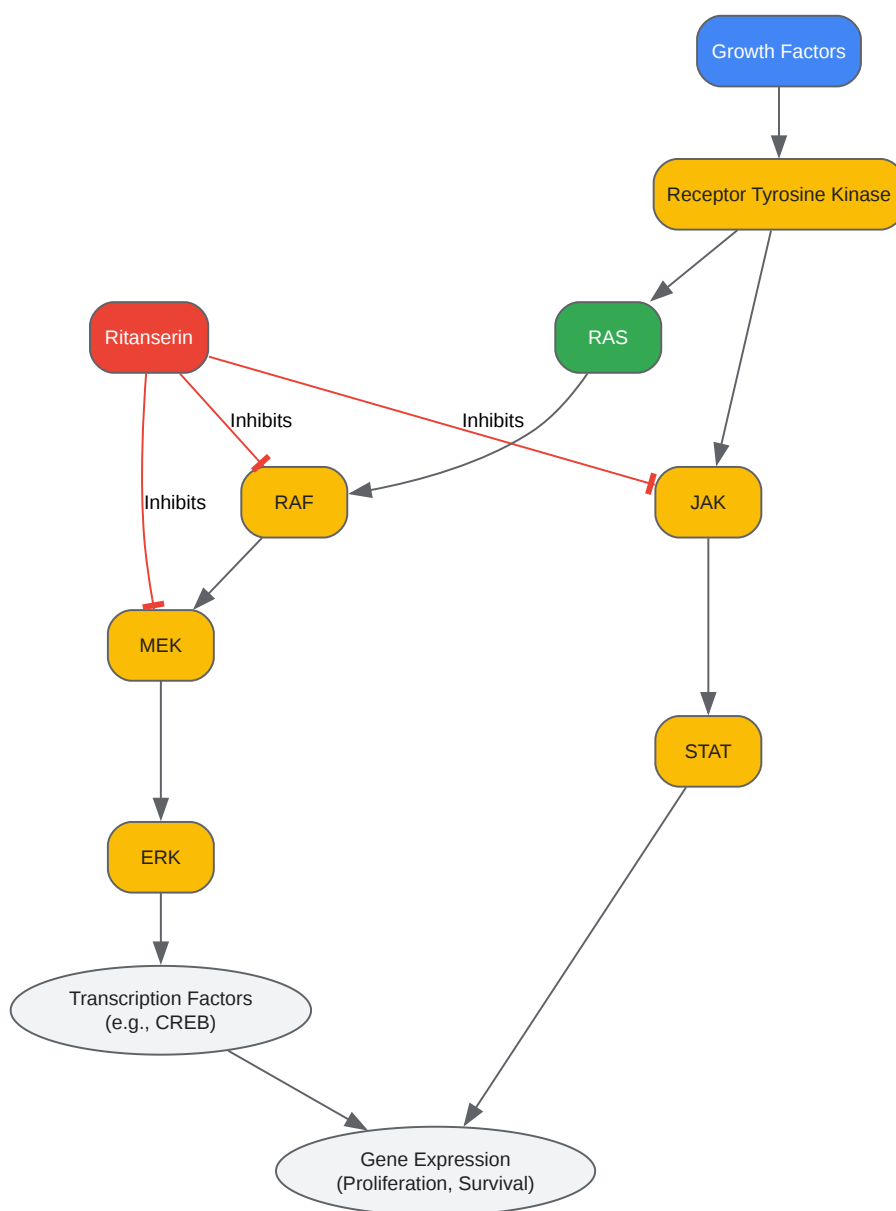 Growth Factors
Receptor Tyrosine Kinase
Ritanserin
RAS
Inhibits
Inhibits
RAF
JAK
Inhibits
MEK
STAT
ERK
Transcription Factors
(e.g., CREB)
Gene Expression
(Proliferation, Survival)